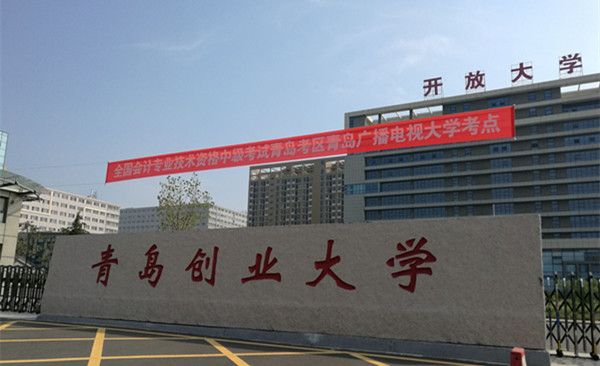 开放大学
全国会计专业技术资格中级考试青岛考区青岛广播电视大学考点
青岛创业大学